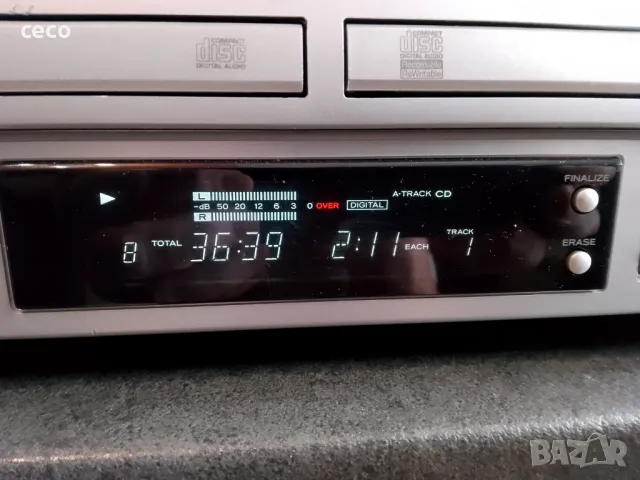 ceco
COMPACT disc DIGITAL AUDIO
COMPACT disc DIGITAL AUDIO
Recordable
ReWritable
FINALIZE
L
-dB 50 20 12 6 3 0 OVER DIGITAL
R
A-TRACK CD
8 TOTAL 36:39 2:11 EACH TRACK 1
ERASE
BAZAR